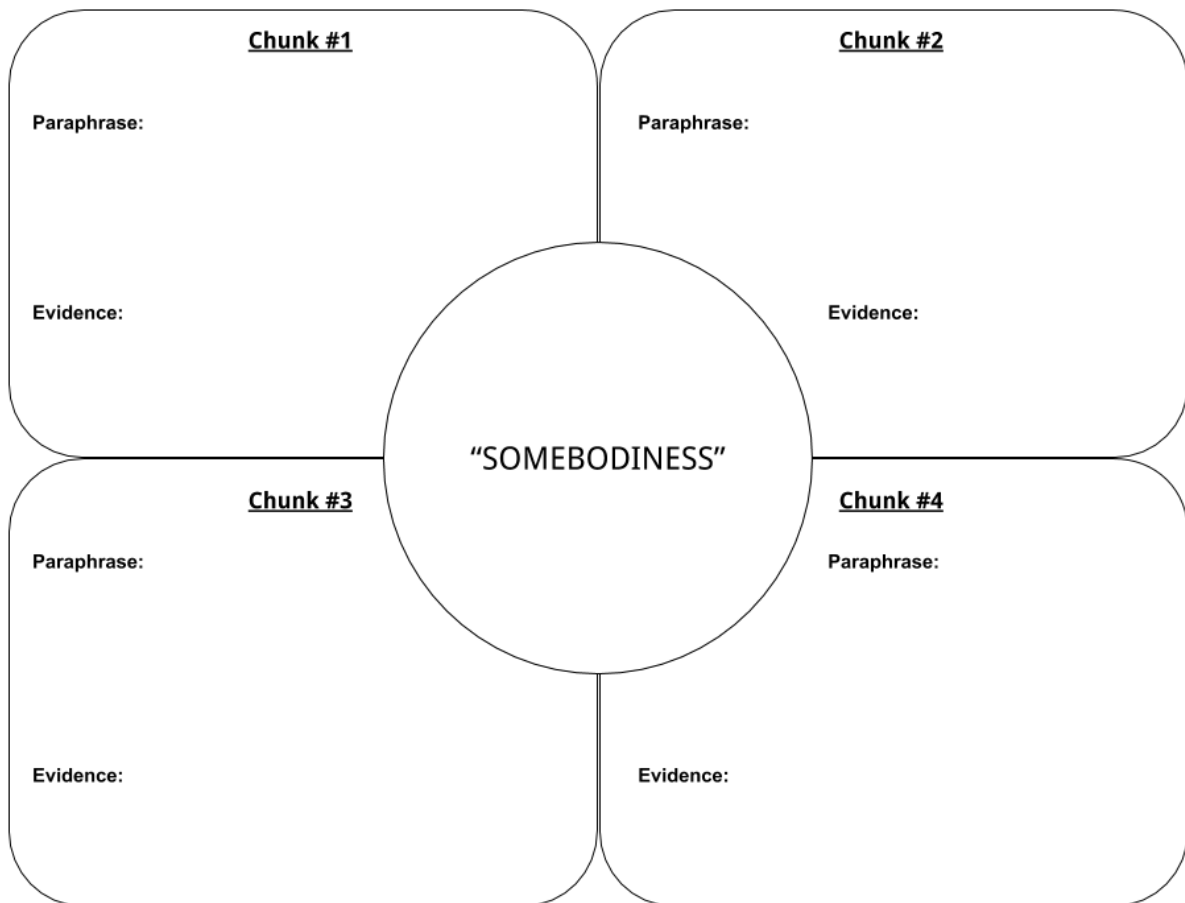 Chunk #1
Paraphrase:
Evidence:
Chunk #2
Paraphrase:
Evidence:
“SOMEBODINESS”
Chunk #3
Paraphrase:
Evidence:
Chunk #4
Paraphrase:
Evidence: